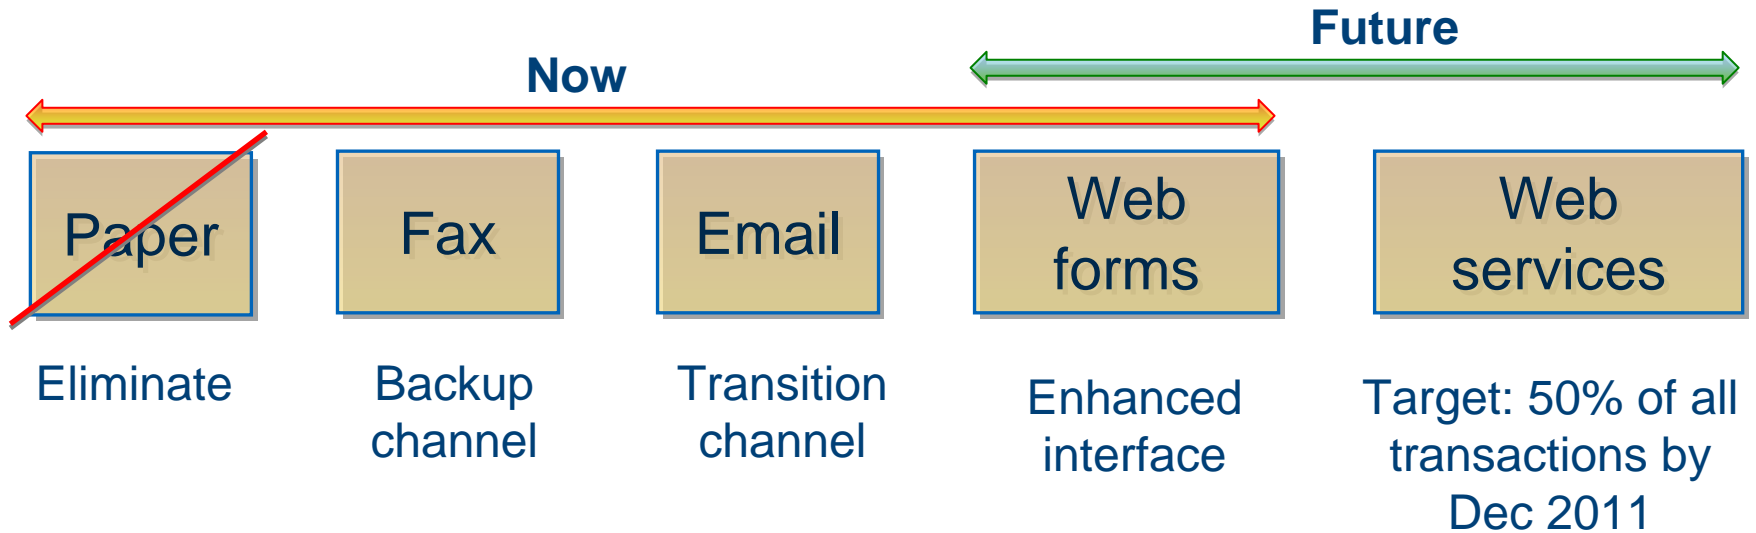 Future
Now
Paper
Fax
Email
Web
forms
Web
services
Eliminate
Backup
channel
Transition
channel
Enhanced
interface
Target: 50% of all
transactions by
Dec 2011